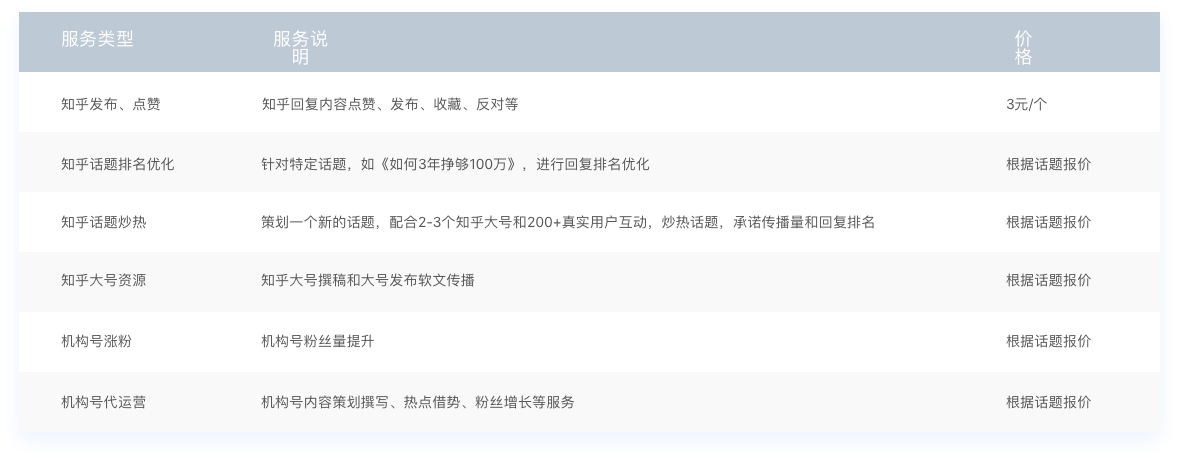 服务类型 服务说明 价格
知乎发布、点赞 知乎回复内容点赞、发布、收藏、反对等 3元/个
知乎话题排名优化 针对特定话题，如《如何3年挣够100万》，进行回复排名优化 根据话题报价
知乎话题炒热 策划一个新的话题，配合2-3个知乎大号和200+真实用户互动，炒热话题，承诺传播量和回复排名 根据话题报价
知乎大号资源 知乎大号撰稿和大号发布软文传播 根据话题报价
机构号涨粉 机构号粉丝量提升 根据话题报价
机构号代运营 机构号内容策划撰写、热点借势、粉丝增长等服务 根据话题报价